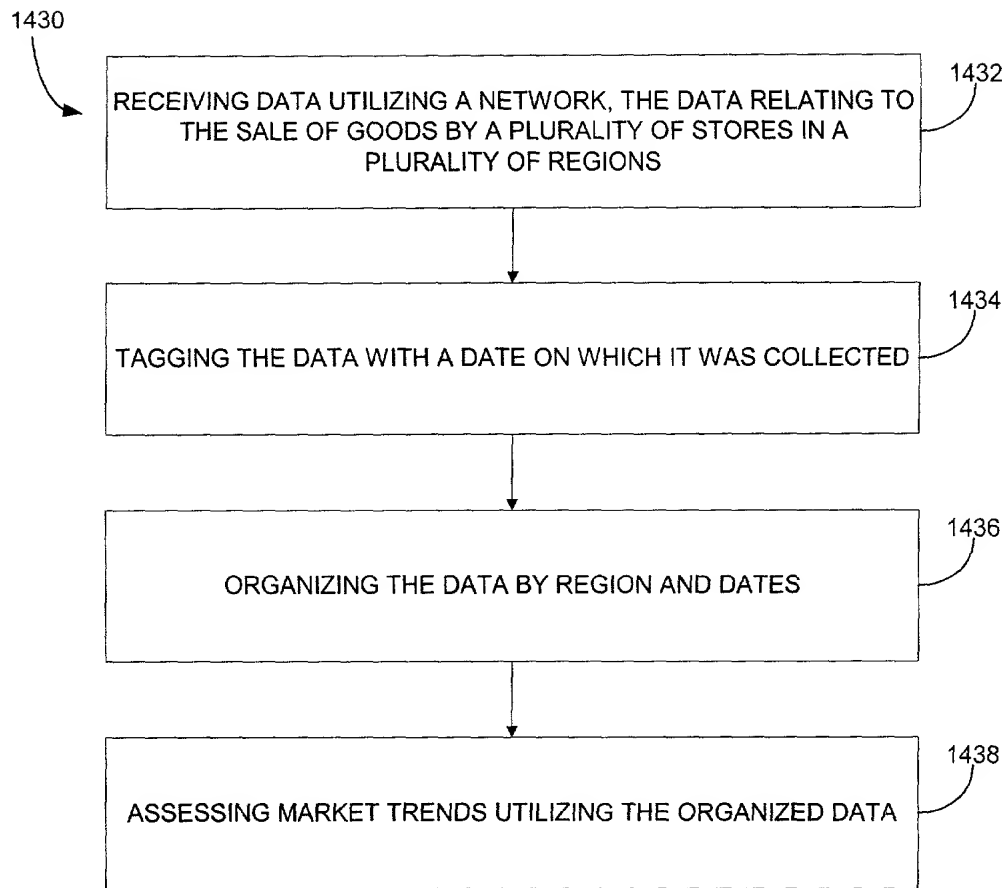 1430
1432
RECEIVING DATA UTILIZING A NETWORK, THE DATA RELATING TO
THE SALE OF GOODS BY A PLURALITY OF STORES IN A
PLURALITY OF REGIONS
1434
TAGGING THE DATA WITH A DATE ON WHICH IT WAS COLLECTED
1436
ORGANIZING THE DATA BY REGION AND DATES
1438
ASSESSING MARKET TRENDS UTILIZING THE ORGANIZED DATA